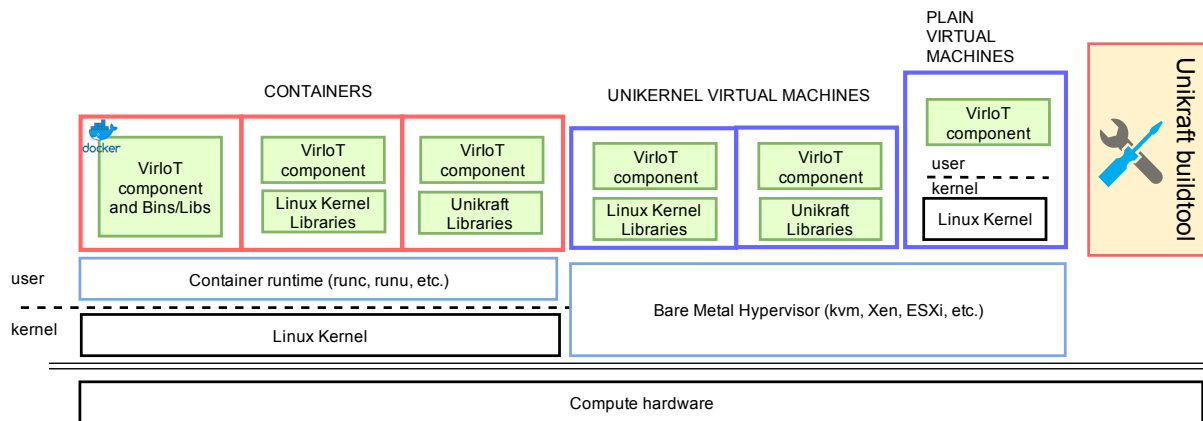 PLAIN
VIRTUAL
MACHINES
CONTAINERS
UNIKERNEL VIRTUAL MACHINES
docker
VirIoT
component
and Bins/Libs
VirIoT
component
Linux Kernel
Libraries
VirIoT
component
Unikraft
Libraries
VirIoT
component
Linux Kernel
Libraries
VirIoT
component
Unikraft
Libraries
VirIoT
component
user
kernel
Linux Kernel
Unikraft buildtool
user
Container runtime (runc, runu, etc.)
kernel
Linux Kernel
Bare Metal Hypervisor (kvm, Xen, ESXi, etc.)
Compute hardware